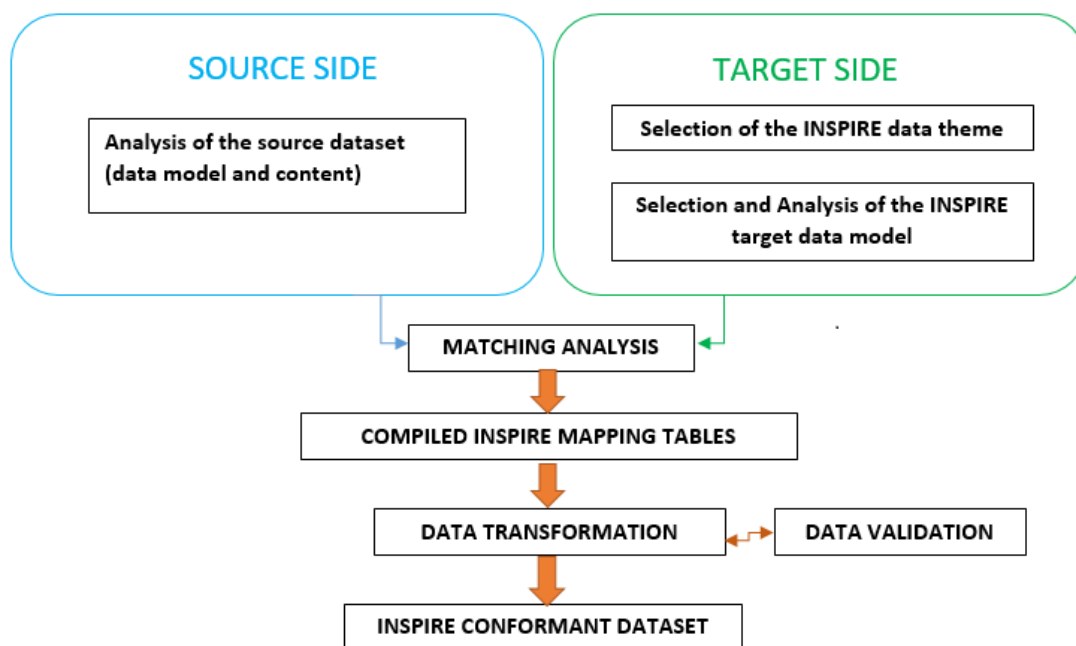 SOURCE SIDE
Analysis of the source dataset
(data model and content)
TARGET SIDE
Selection of the INSPIRE data theme
Selection and Analysis of the INSPIRE
target data model
MATCHING ANALYSIS
COMPILED INSPIRE MAPPING TABLES
DATA TRANSFORMATION
DATA VALIDATION
INSPIRE CONFORMANT DATASET